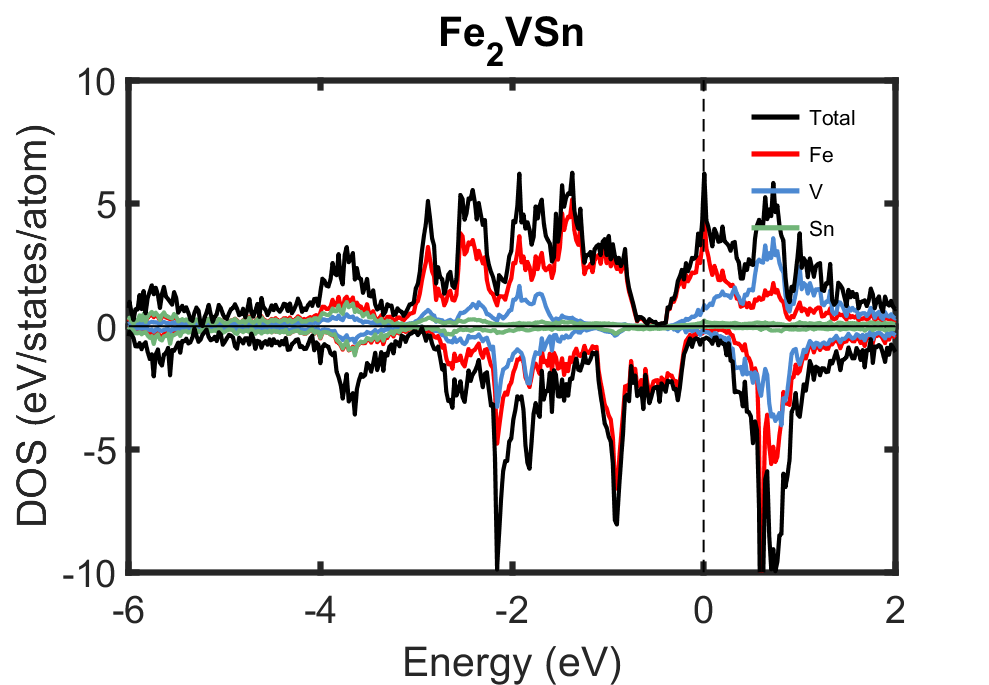 Fe2VSn
10
5
0
-5
-10
DOS (eV/states/atom)
Total
Fe
V
Sn
-6 -4 -2 0 2
Energy (eV)